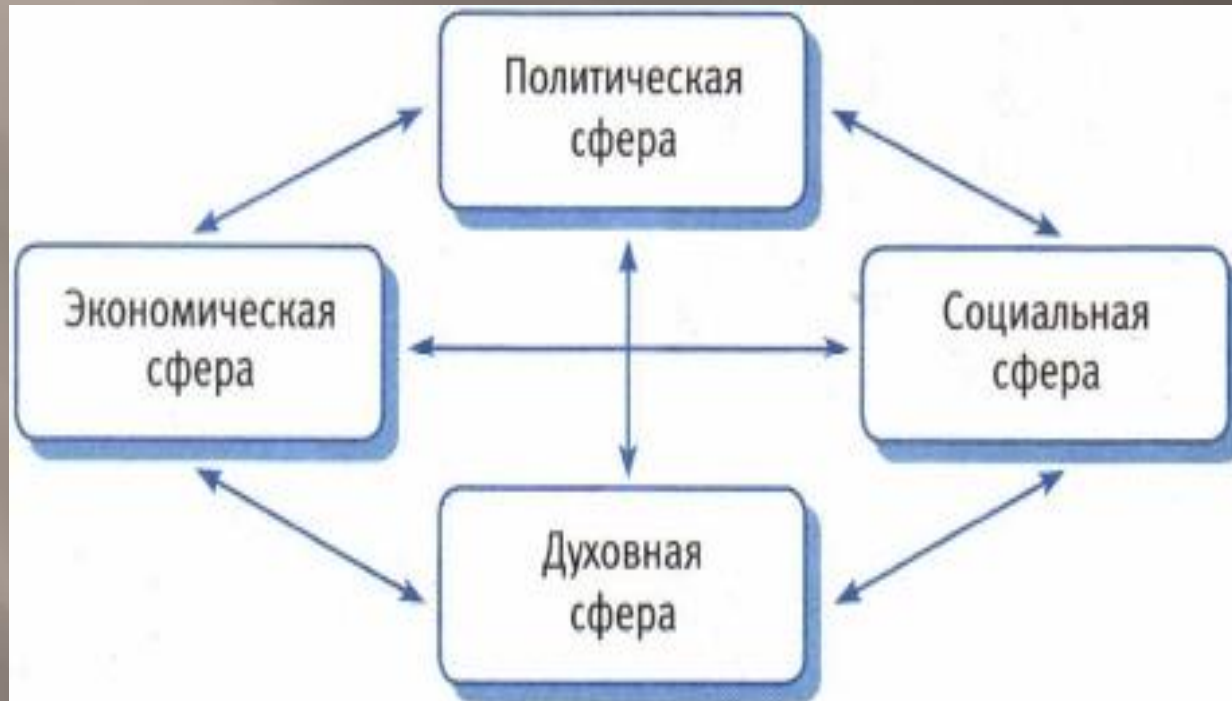 Политическая
сфера
Экономическая
сфера
Социальная
сфера
Духовная
сфера